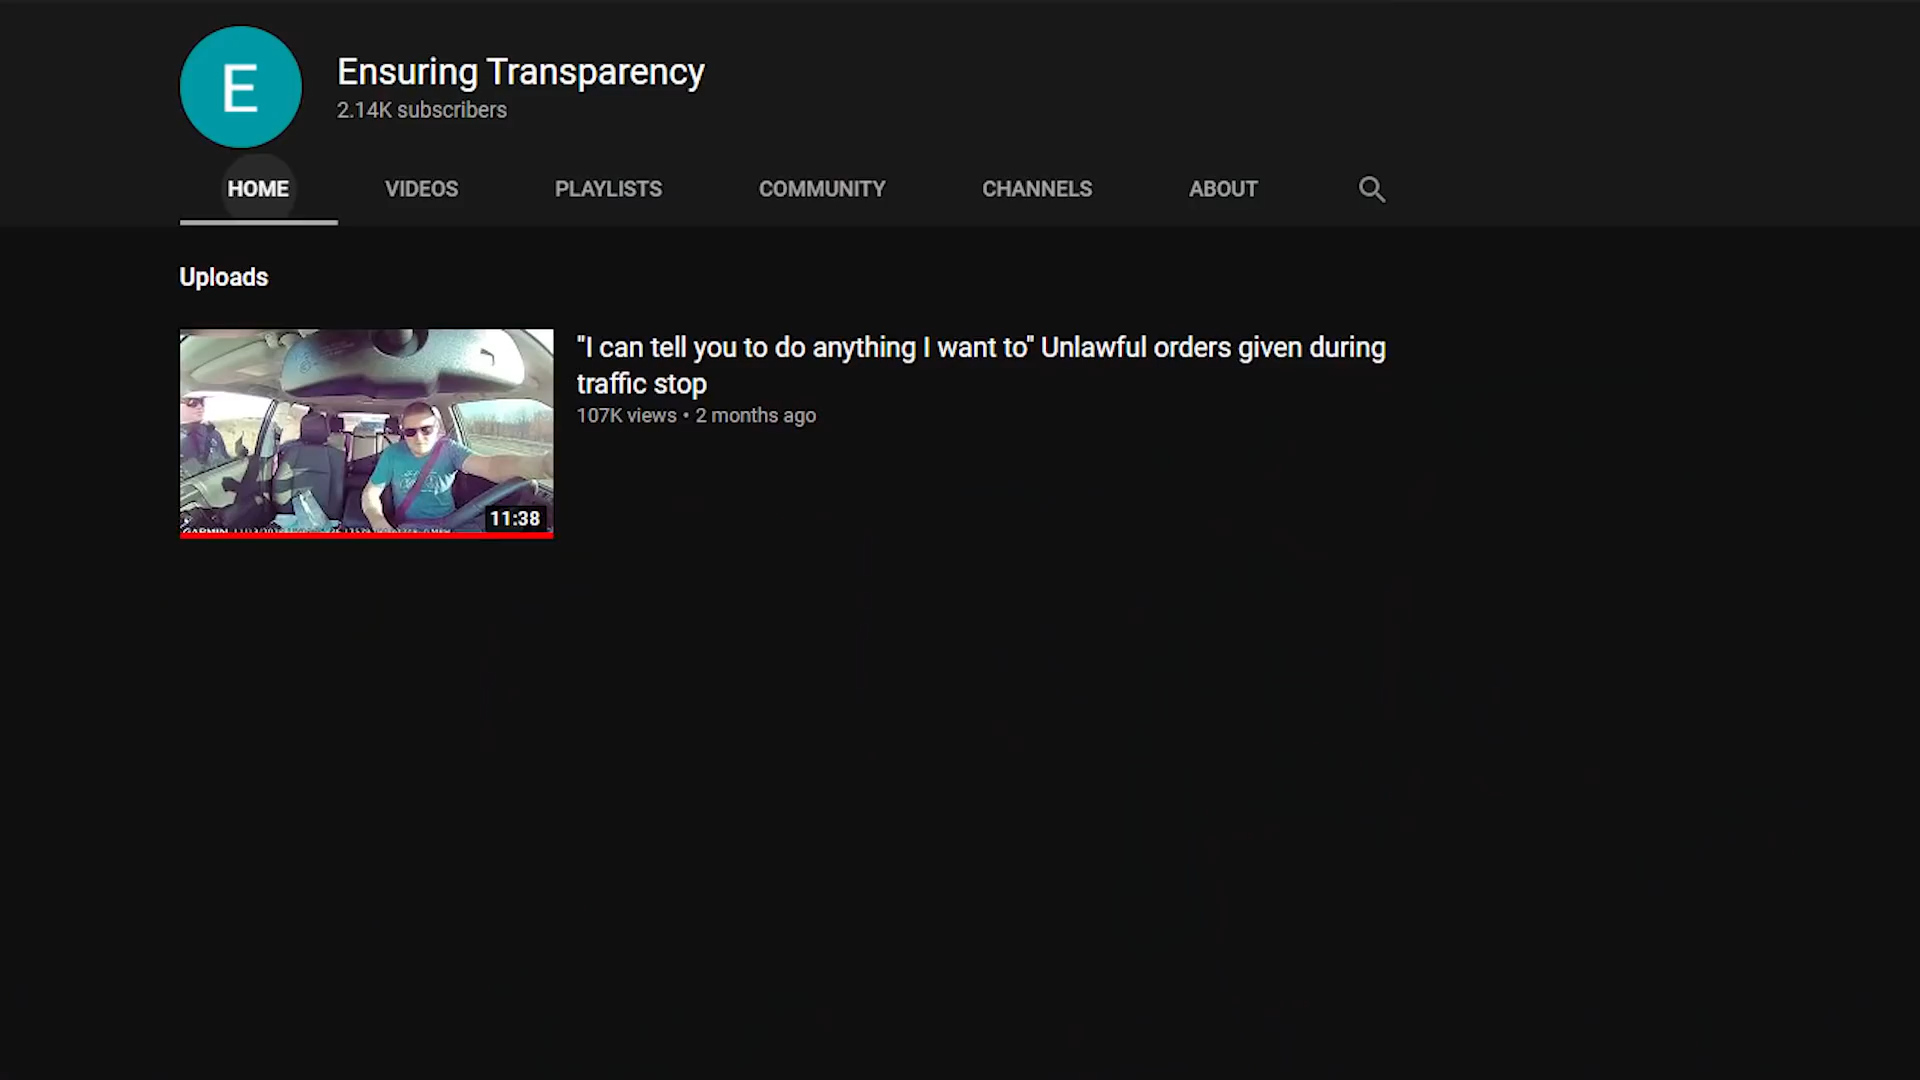 E
Ensuring Transparency
2.14K subscribers
HOME VIDEOS PLAYLISTS COMMUNITY CHANNELS ABOUT
Uploads
"I can tell you to do anything I want to" Unlawful orders given during
traffic stop
107K views • 2 months ago
11:38
GARMIN